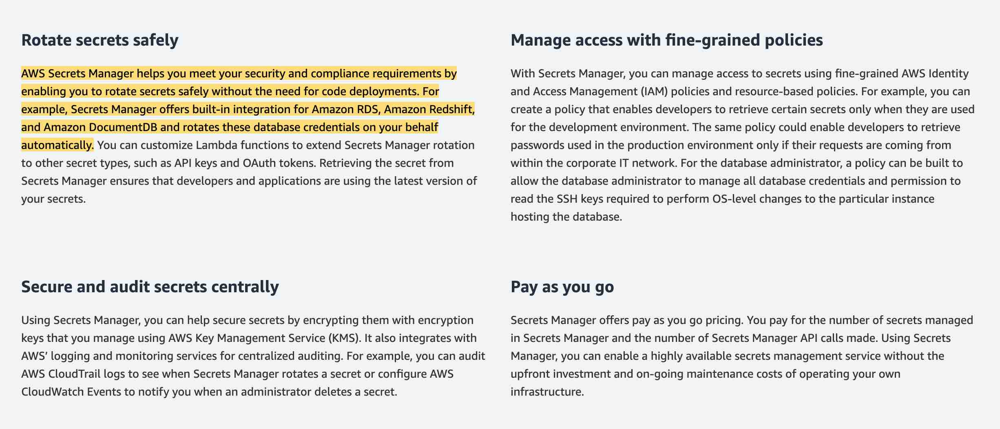 Rotate secrets safely
AWS Secrets Manager helps you meet your security and compliance requirements by
enabling you to rotate secrets safely without the need for code deployments. For
example, Secrets Manager offers built-in integration for Amazon RDS, Amazon Redshift,
and Amazon DocumentDB and rotates these database credentials on your behalf
automatically. You can customize Lambda functions to extend Secrets Manager rotation
to other secret types, such as API keys and OAuth tokens. Retrieving the secret from
Secrets Manager ensures that developers and applications are using the latest version of
your secrets.
Manage access with fine-grained policies
With Secrets Manager, you can manage access to secrets using fine-grained AWS Identity
and Access Management (IAM) policies and resource-based policies. For example, you can
create a policy that enables developers to retrieve certain secrets only when they are used
for the development environment. The same policy could enable developers to retrieve
passwords used in the production environment only if their requests are coming from
within the corporate IT network. For the database administrator, a policy can be built to
allow the database administrator to manage all database credentials and permission to
read the SSH keys required to perform OS-level changes to the particular instance
hosting the database.
Secure and audit secrets centrally
Using Secrets Manager, you can help secure secrets by encrypting them with encryption
keys that you manage using AWS Key Management Service (KMS). It also integrates with
AWS’ logging and monitoring services for centralized auditing. For example, you can audit
AWS CloudTrail logs to see when Secrets Manager rotates a secret or configure AWS
CloudWatch Events to notify you when an administrator deletes a secret.
Pay as you go
Secrets Manager offers pay as you go pricing. You pay for the number of secrets managed
in Secrets Manager and the number of Secrets Manager API calls made. Using Secrets
Manager, you can enable a highly available secrets management service without the
upfront investment and on-going maintenance costs of operating your own
infrastructure.